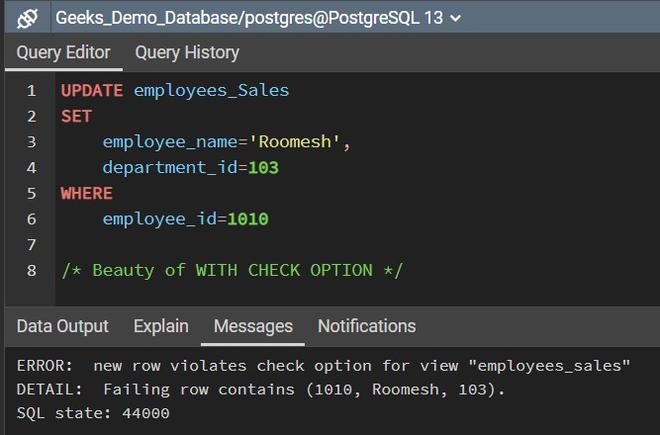 Geeks_Demo_Database/postgres@PostgreSQL 13
Query Editor Query History
1 UPDATE employees_Sales
2 SET
3 employee_name='Roomesh',
4 department_id=103
5 WHERE
6 employee_id=1010
7
8 /* Beauty of WITH CHECK OPTION */
Data Output Explain Messages Notifications
ERROR:  new row violates check option for view "employees_sales"
DETAIL:  Failing row contains (1010, Roomesh, 103).
SQL state: 44000